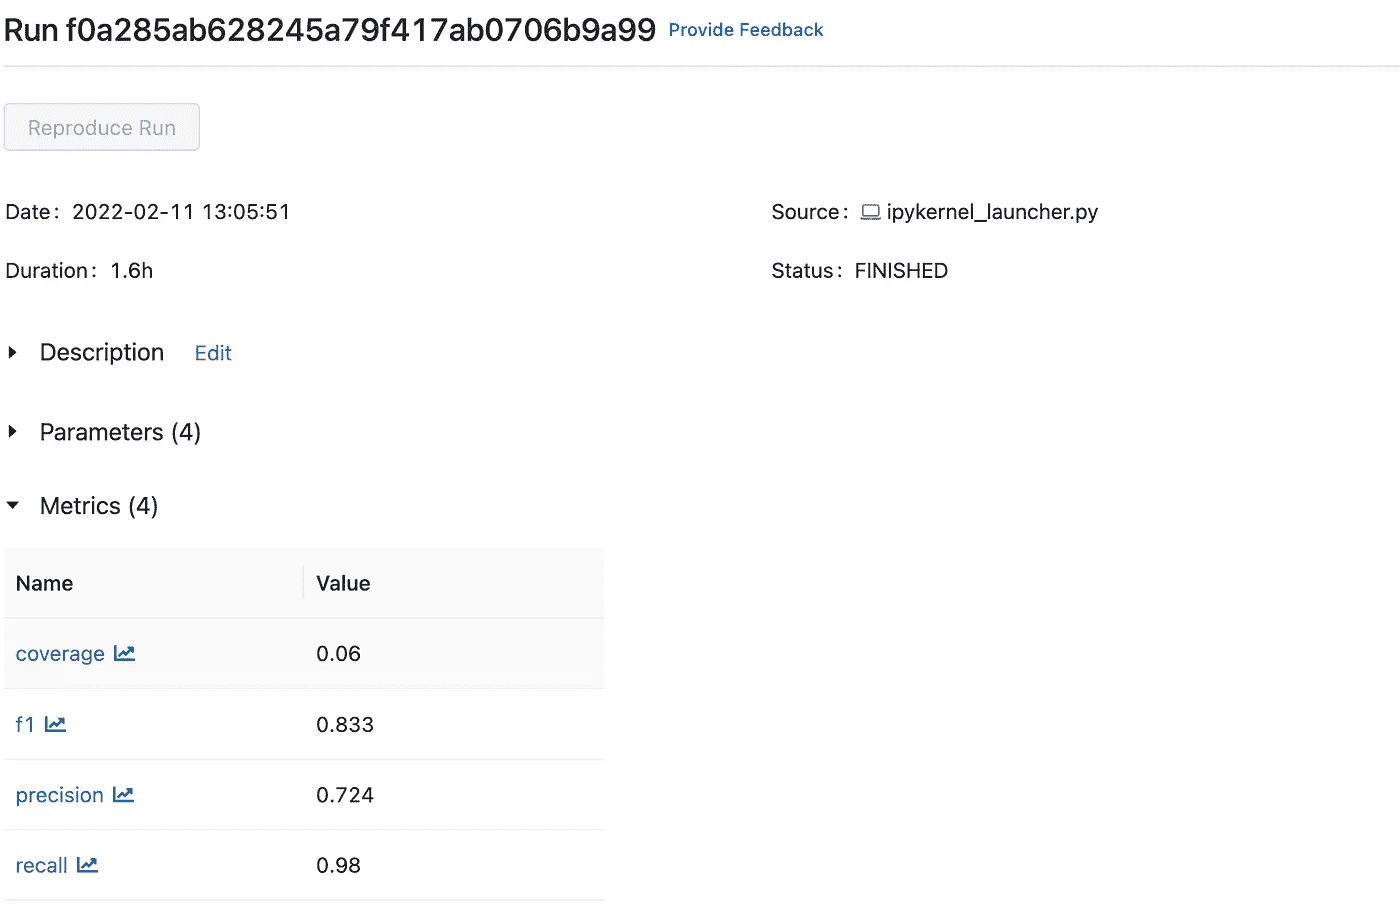 Run f0a285ab628245a79f417ab0706b9a99 Provide Feedback
Reproduce Run
Date: 2022-02-11 13:05:51 Source: ipykernel_launcher.py
Duration: 1.6h Status: FINISHED
Description Edit
Parameters (4)
Metrics (4)
Name Value
coverage 0.06
f1 0.833
precision 0.724
recall 0.98